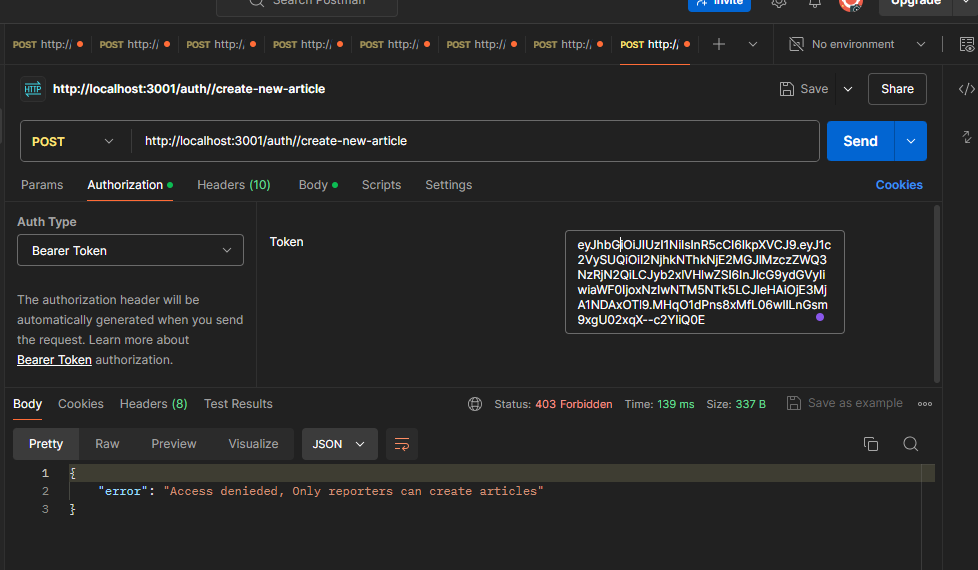 Search Postman
Invite
Upgrade
POST http:// POST http:// POST http:/, POST http:/, POST http:/, POST http:/, POST http:/, POST http:/,
No environment
HTTP http://localhost:3001/auth//create-new-article
Save
Share
POST
http://localhost:3001/auth//create-new-article
Send
Params Authorization Headers (10) Body Scripts Settings
Cookies
Auth Type
Bearer Token
The authorization header will be
automatically generated when you send
the request. Learn more about
Bearer Token authorization.
Token
Body Cookies Headers (8) Test Results
Status: 403 Forbidden Time: 139 ms Size: 337 B
Save as example
Pretty Raw Preview Visualize JSON
1 {
2 "error": "Access denieded, Only reporters can create articles"
3 }